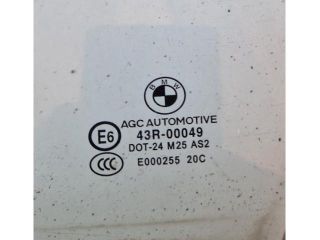 BMW
AGC AUTOMOTIVE
E6 43R-00049
DOT-24 M25 AS2
CCC E000255 20C